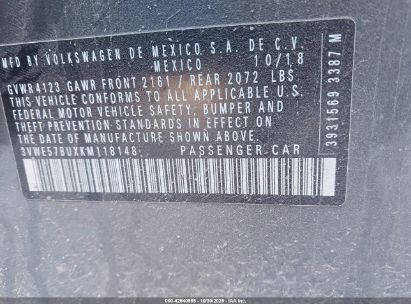 MFD BY VOLKSWAGEN DE MEXICO S.A. DE C.V.
MEXICO 10/18
GVWR 4123 GAWR FRONT 2161 / REAR 2072 LBS
THIS VEHICLE CONFORMS TO ALL APPLICABLE U.S.
FEDERAL MOTOR VEHICLE SAFETY, BUMPER AND
THEFT PREVENTION STANDARDS IN EFFECT ON THE
DATE OF MANUFACTURE SHOWN ABOVE.
3VWE57BUXKM118148 PASSENGER CAR
3931569 3387 M